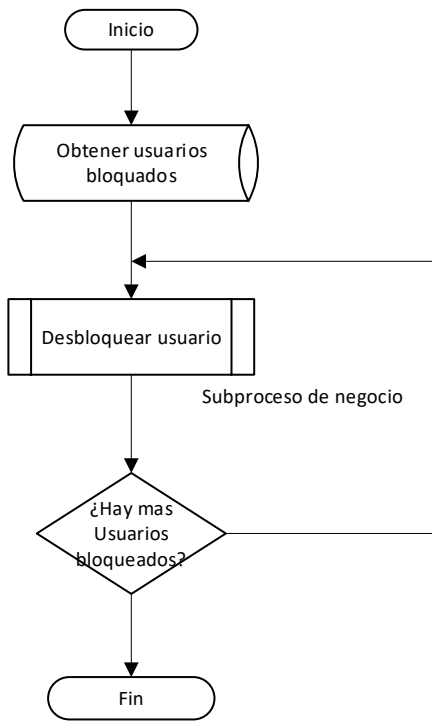 Inicio
Obtener usuarios
bloquados
Desbloquear usuario
Subproceso de negocio
¿Hay mas
Usuarios
bloqueados?
Fin